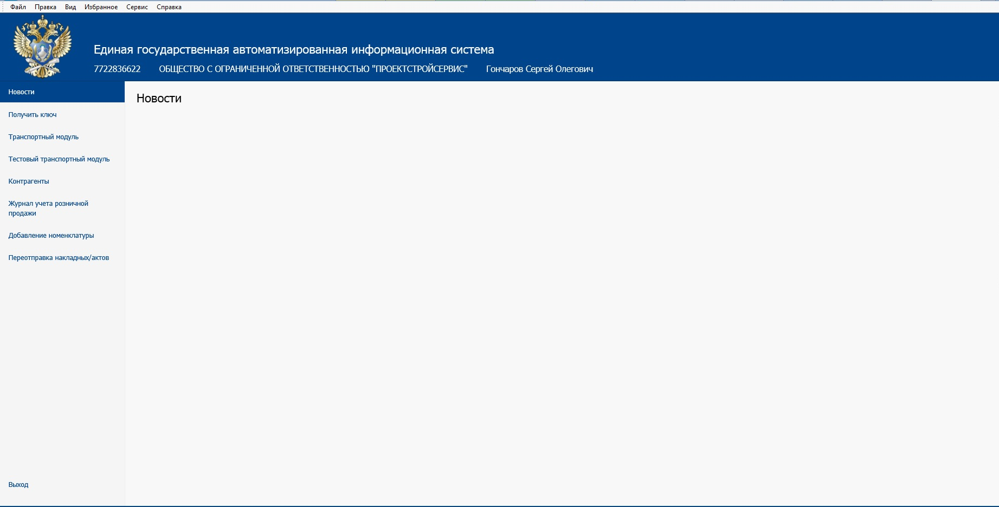 Файл Правка Вид Избранное Сервис Справка
Единая государственная автоматизированная информационная система
7722836622 ОБЩЕСТВО С ОГРАНИЧЕННОЙ ОТВЕТСТВЕННОСТЬЮ "ПРОЕКТСТРОЙСЕРВИС" Гончаров Сергей Олегович
Новости
Получить ключ
Транспортный модуль
Тестовый транспортный модуль
Контрагенты
Журнал учета розничной
продажи
Добавление номенклатуры
Переотправка накладных/актов
Выход
Новости